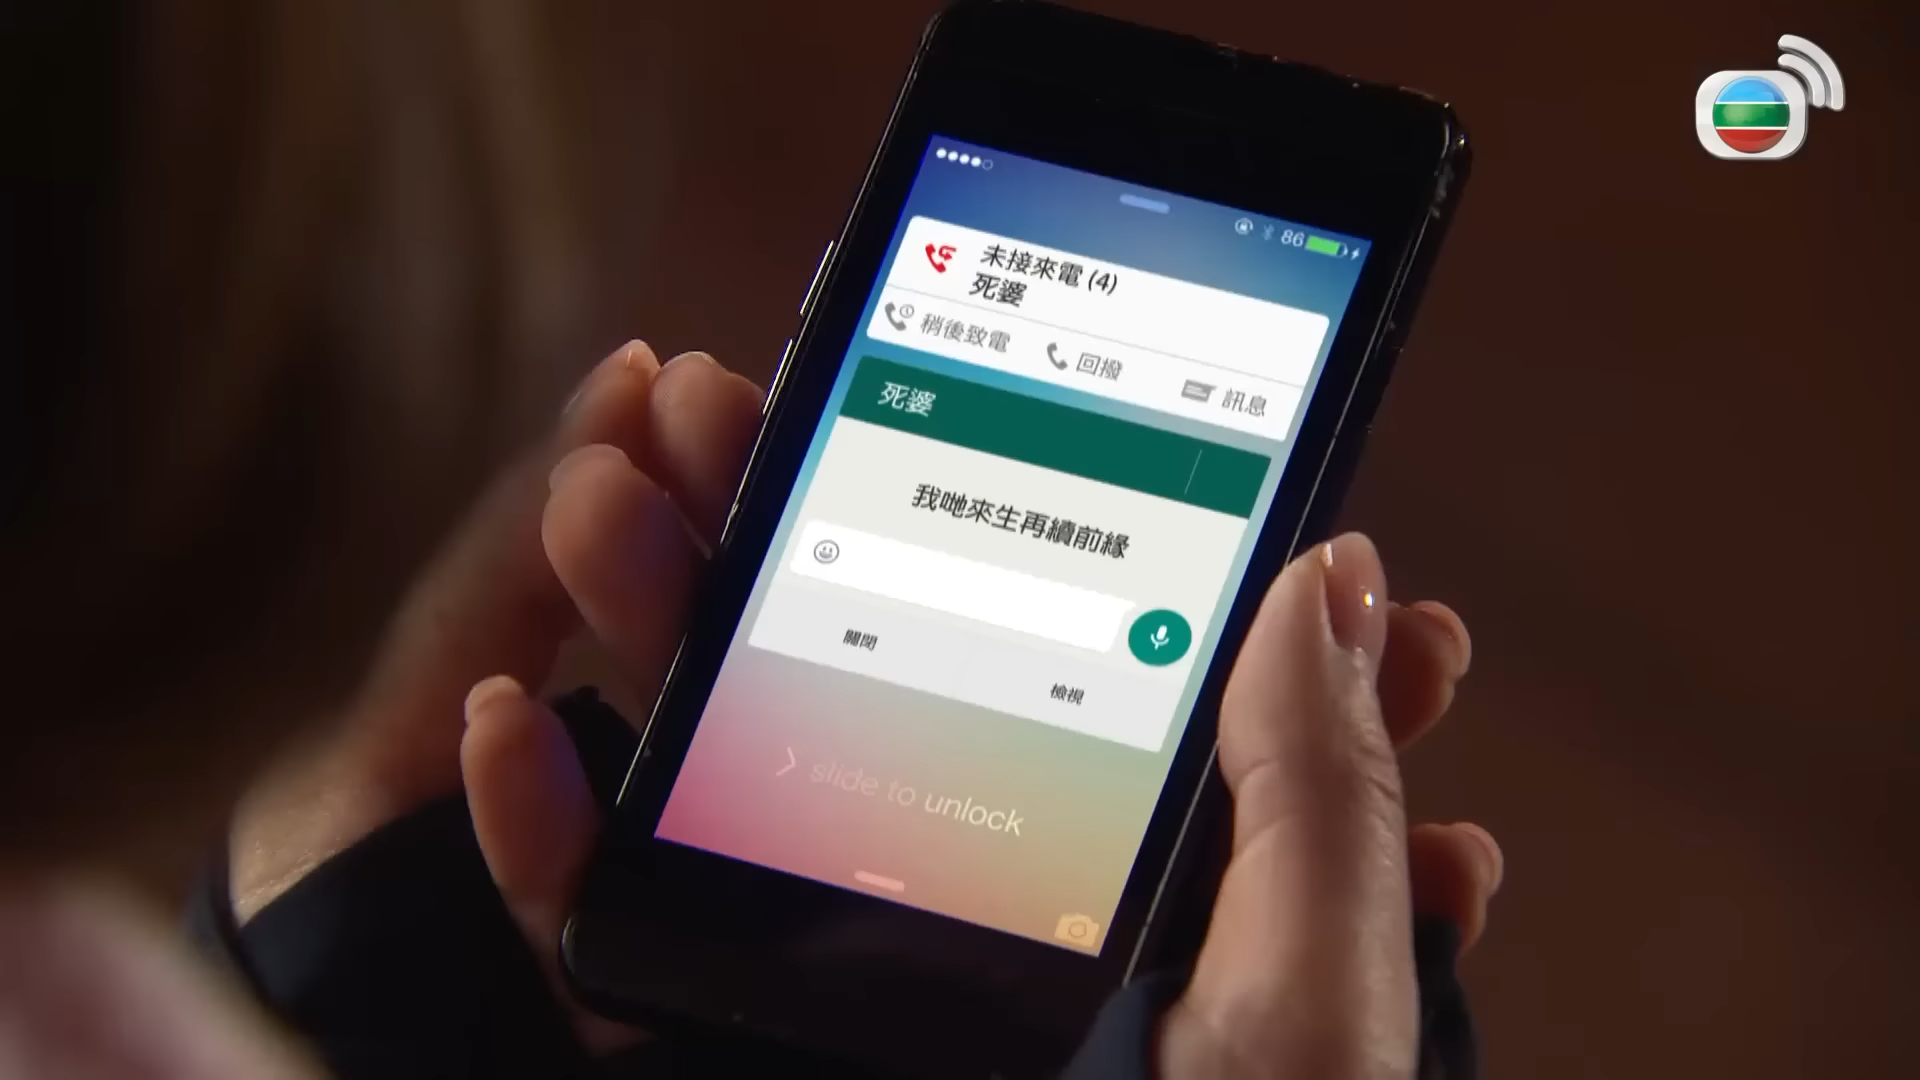 86
未接來電 (4)
死婆
稍後致電
回撥
訊息
死婆
我哋來生再續前緣
關閉
檢視
slide to unlock